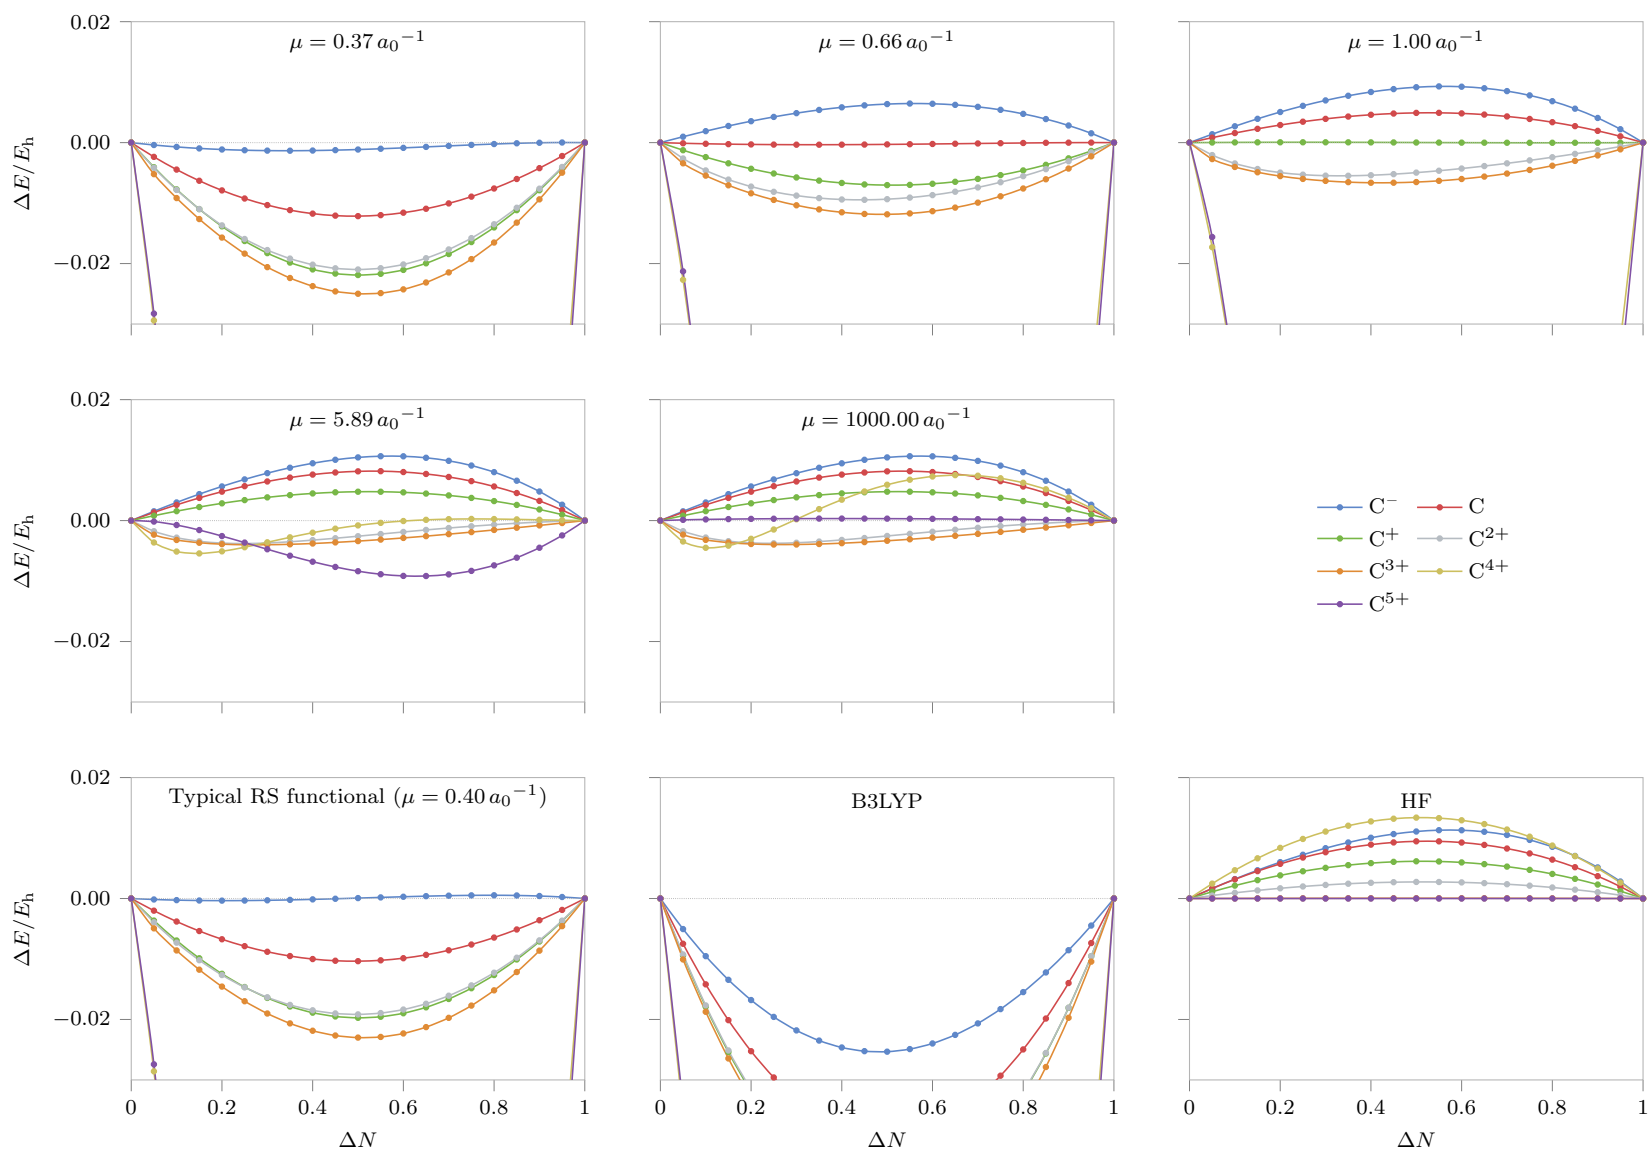 μ = 0.37 a₀⁻¹
μ = 0.66 a₀⁻¹
μ = 1.00 a₀⁻¹
0.02
0.00
−0.02
ΔE/Eₕ
μ = 5.89 a₀⁻¹
μ = 1000.00 a₀⁻¹
0.02
0.00
−0.02
ΔE/Eₕ
C⁻ C
C⁺ C²⁺
C³⁺ C⁴⁺
C⁵⁺
Typical RS functional (μ = 0.40 a₀⁻¹)
B3LYP
HF
0.02
0.00
−0.02
ΔE/Eₕ
0 0.2 0.4 0.6 0.8 1
0 0.2 0.4 0.6 0.8 1
0 0.2 0.4 0.6 0.8 1
ΔN
ΔN
ΔN